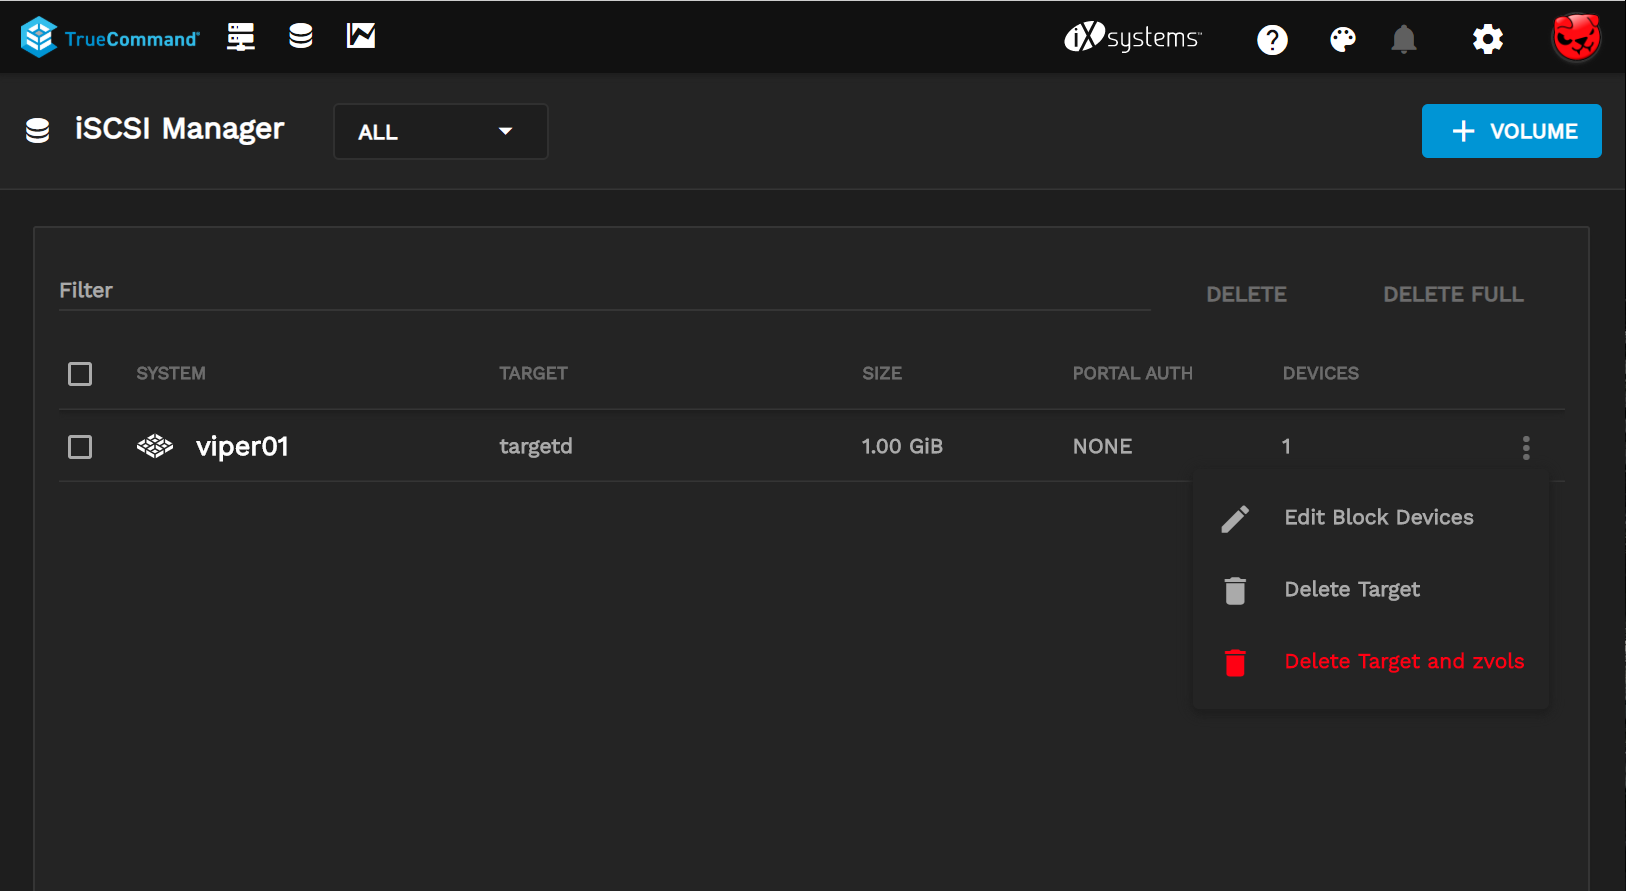 TrueCommand®
iXsystems™
iSCSI Manager
ALL
+ VOLUME
Filter
DELETE
DELETE FULL
SYSTEM TARGET SIZE PORTAL AUTH DEVICES
viper01 targetd 1.00 GiB NONE 1
Edit Block Devices
Delete Target
Delete Target and zvols